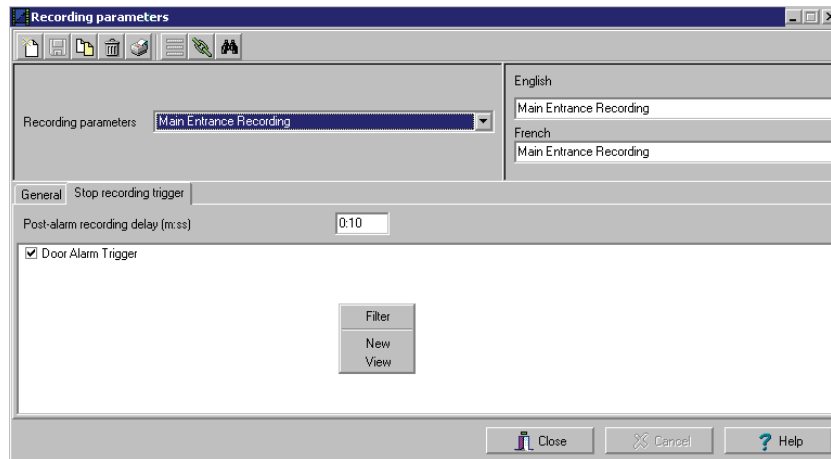 Recording parameters
English
Recording parameters
Main Entrance Recording
Main Entrance Recording
French
Main Entrance Recording
General
Stop recording trigger
Post-alarm recording delay (m:ss)
0:10
Door Alarm Trigger
Filter
New
View
Close
Cancel
? Help